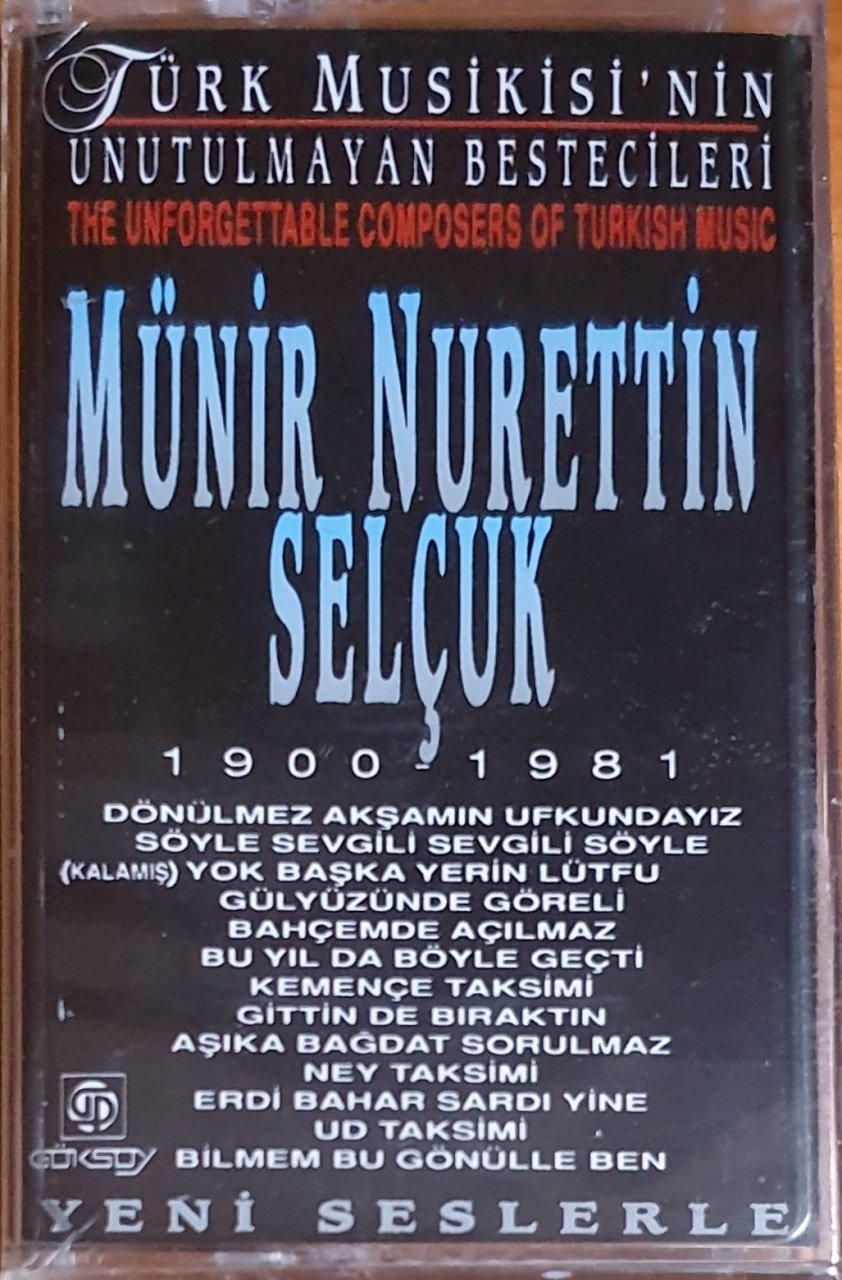 TÜRK MUSİKİSİ'NİN
UNUTULMAYAN BESTECİLERİ
THE UNFORGETTABLE COMPOSERS OF TURKISH MUSIC
MÜNİR NURETTİN
SELÇUK
1900-1981
DÖNÜLMEZ AKŞAMIN UFKUNDAYIZ
SÖYLE SEVGİLİ SEVGİLİ SÖYLE
(KALAMIŞ) YOK BAŞKA YERİN LÜTFU
GÜLYÜZÜNDE GÖRELİ
BAHÇEMDE AÇILMAZ
BU YIL DA BÖYLE GEÇTİ
KEMENÇE TAKSİMİ
GİTTİN DE BIRAKTIN
AŞIKA BAĞDAT SORULMAZ
NEY TAKSİMİ
ERDİ BAHAR SARDI YİNE
UD TAKSİMİ
GÖKSOY BİLMEM BU GÖNÜLLE BEN
YENİ SESLERLE